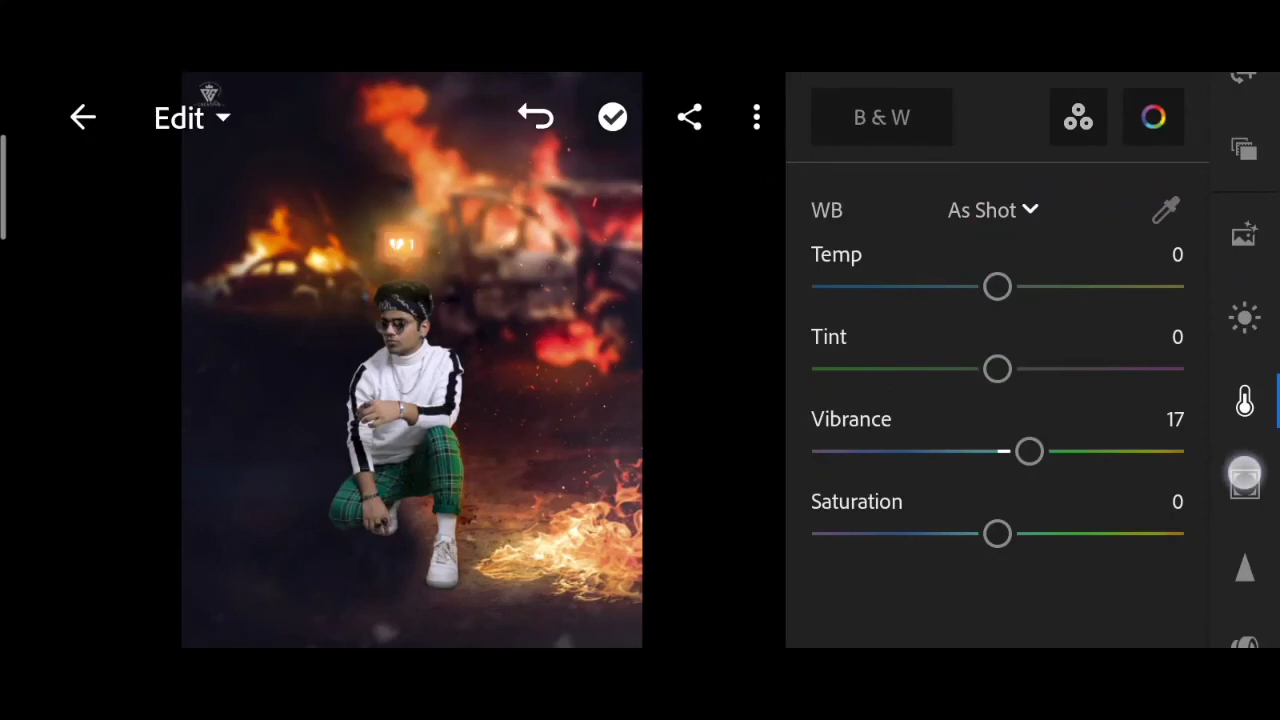 Edit
B & W
WB
As Shot
Temp
0
Tint
0
Vibrance
17
Saturation
0